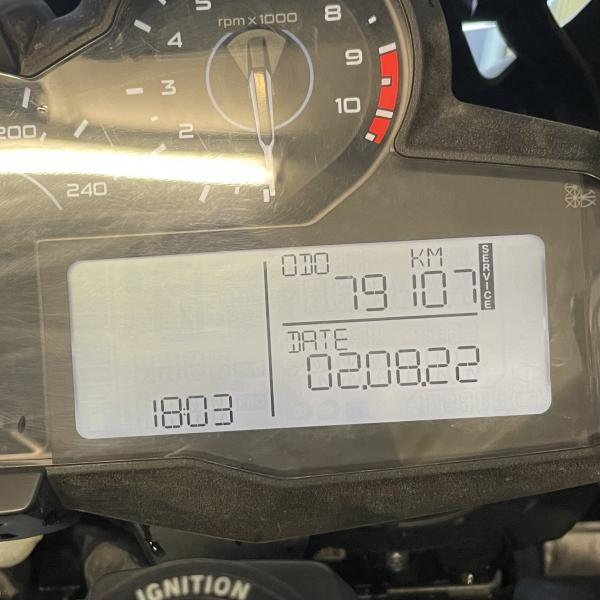 5
rpm x 1000
8
4
9
3
10
2
200
240
ODO KM
79107
SERVICE
DATE
02.08.22
18:03
IGNITION